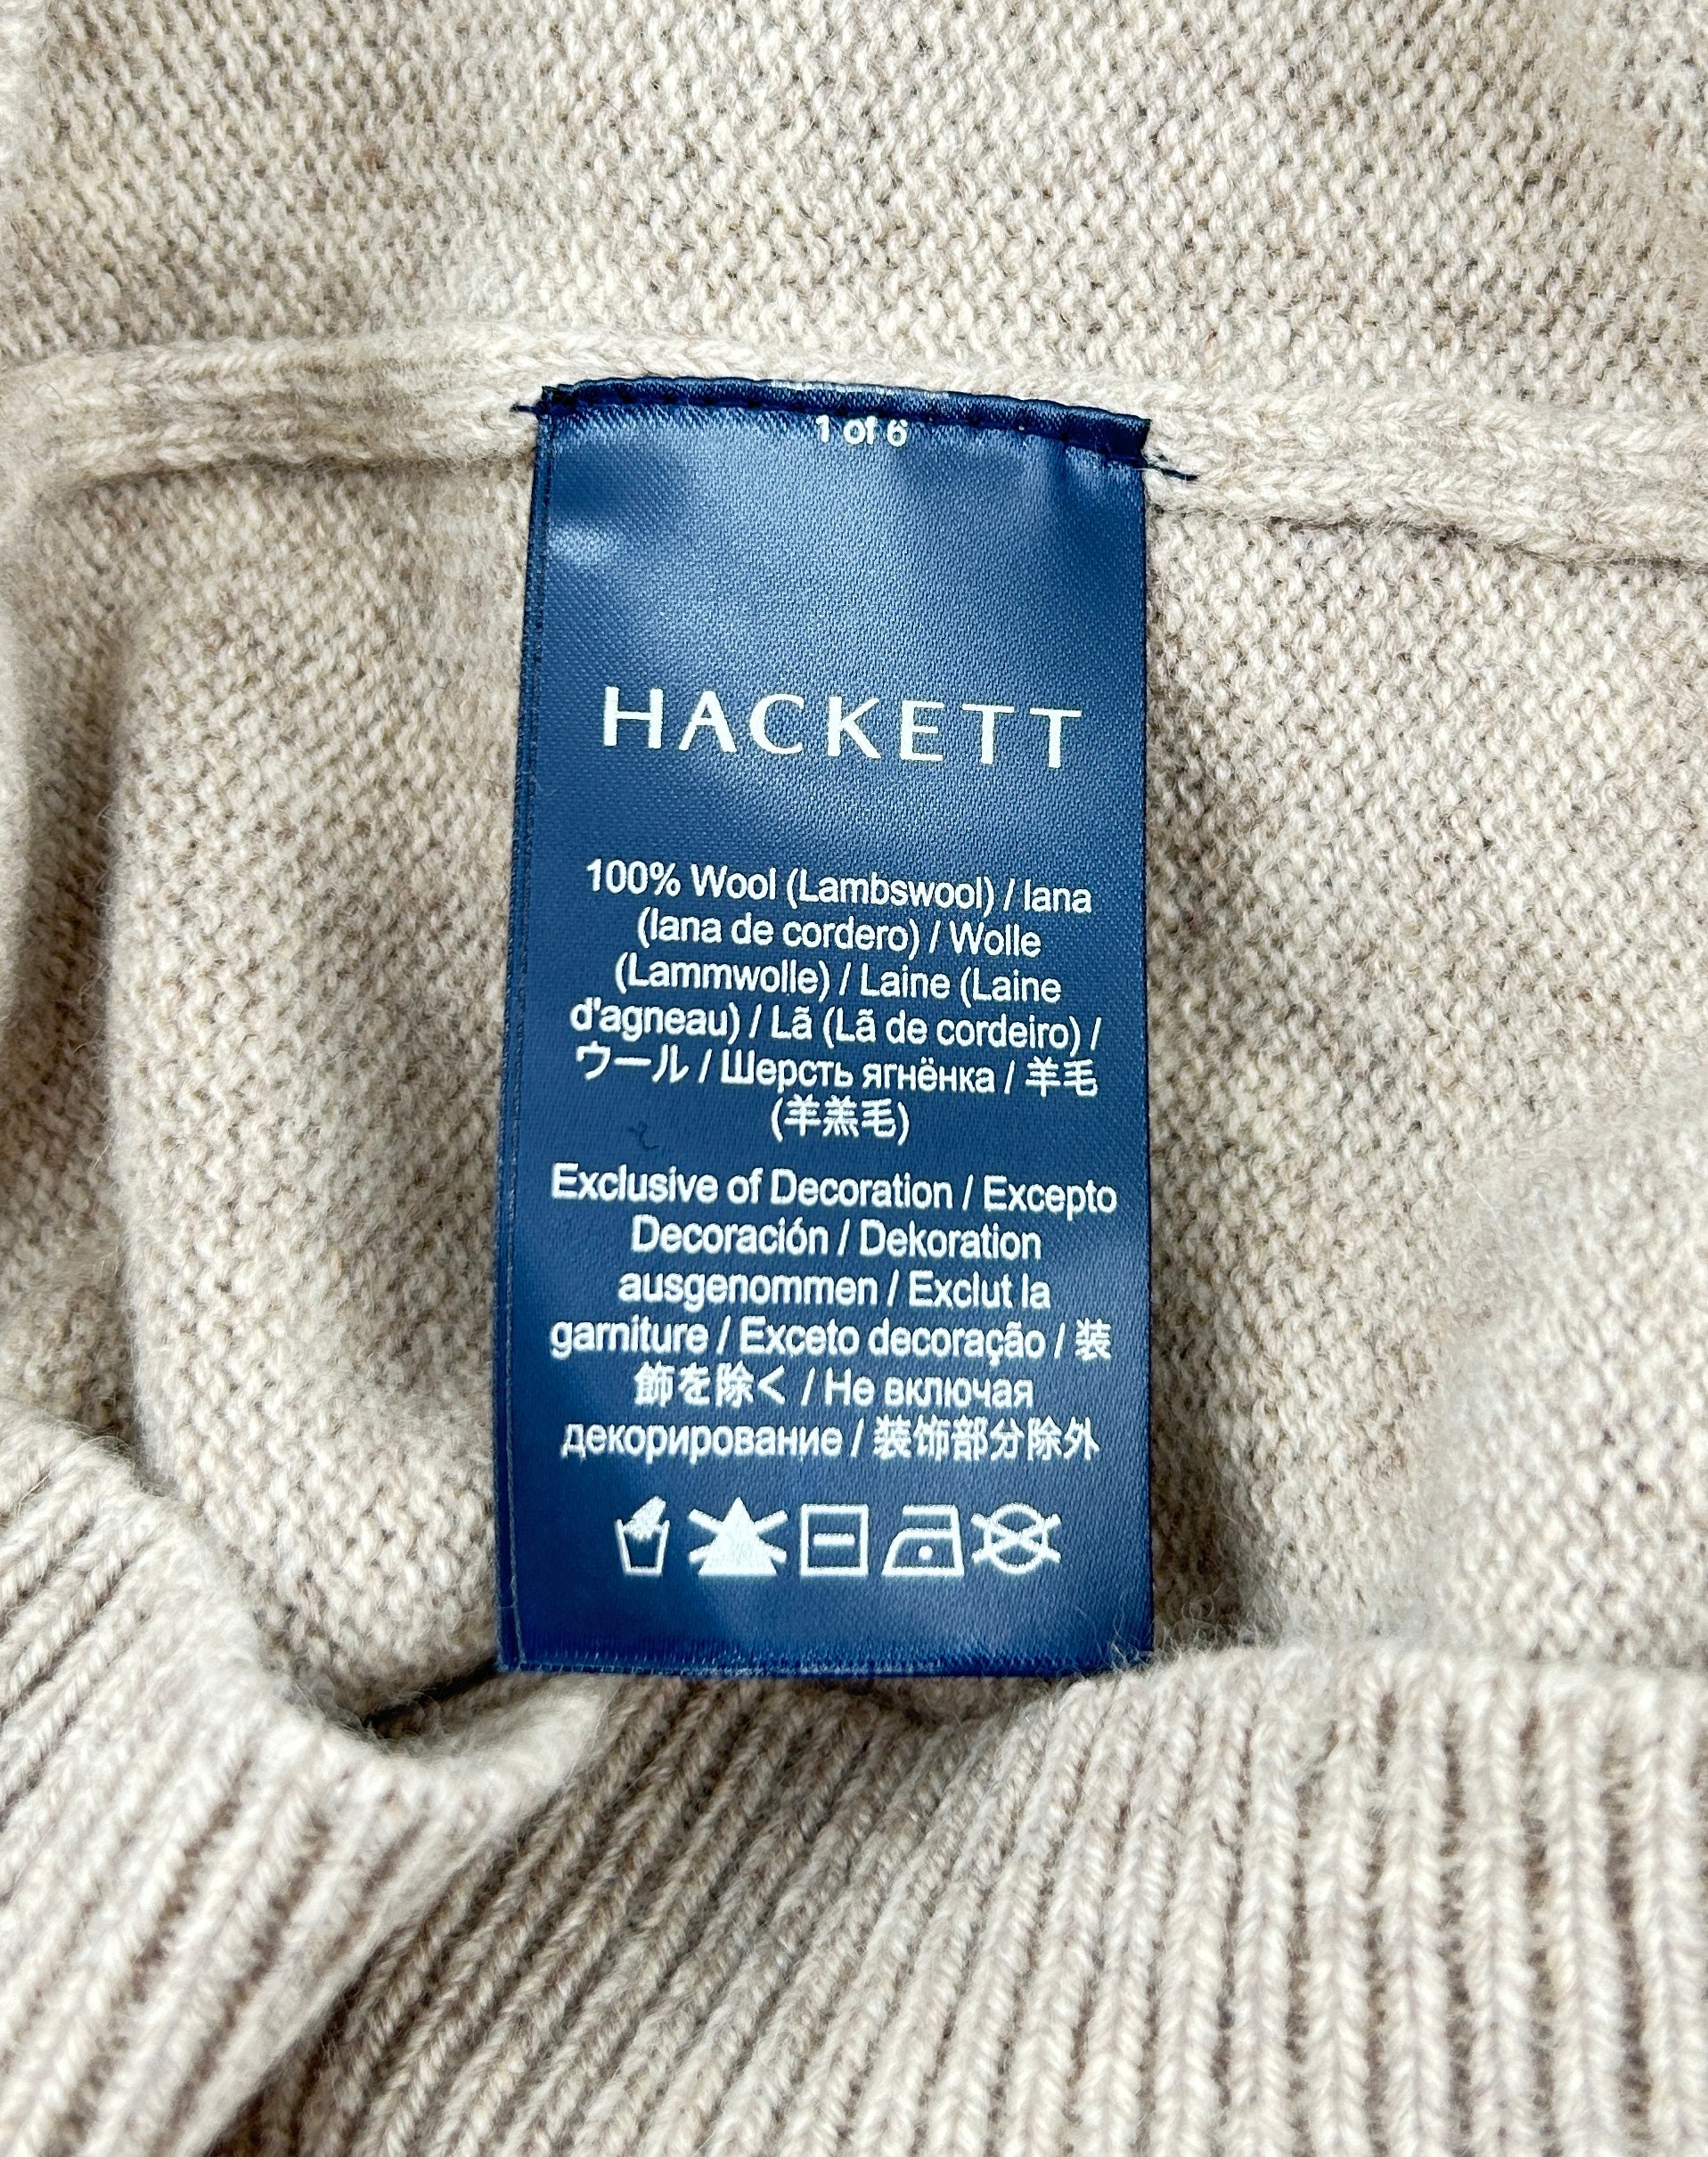 1 of 6
HACKETT
100% Wool (Lambswool) / lana
(lana de cordero) / Wolle
(Lammwolle) / Laine (Laine
d'agneau) / Lã (Lã de cordeiro) /
ウール / Шерсть ягнёнка / 羊毛
(羊羔毛)
Exclusive of Decoration / Excepto
Decoración / Dekoration
ausgenommen / Exclut la
garniture / Exceto decoração / 装
飾を除く / Не включая
декорирование / 装饰部分除外